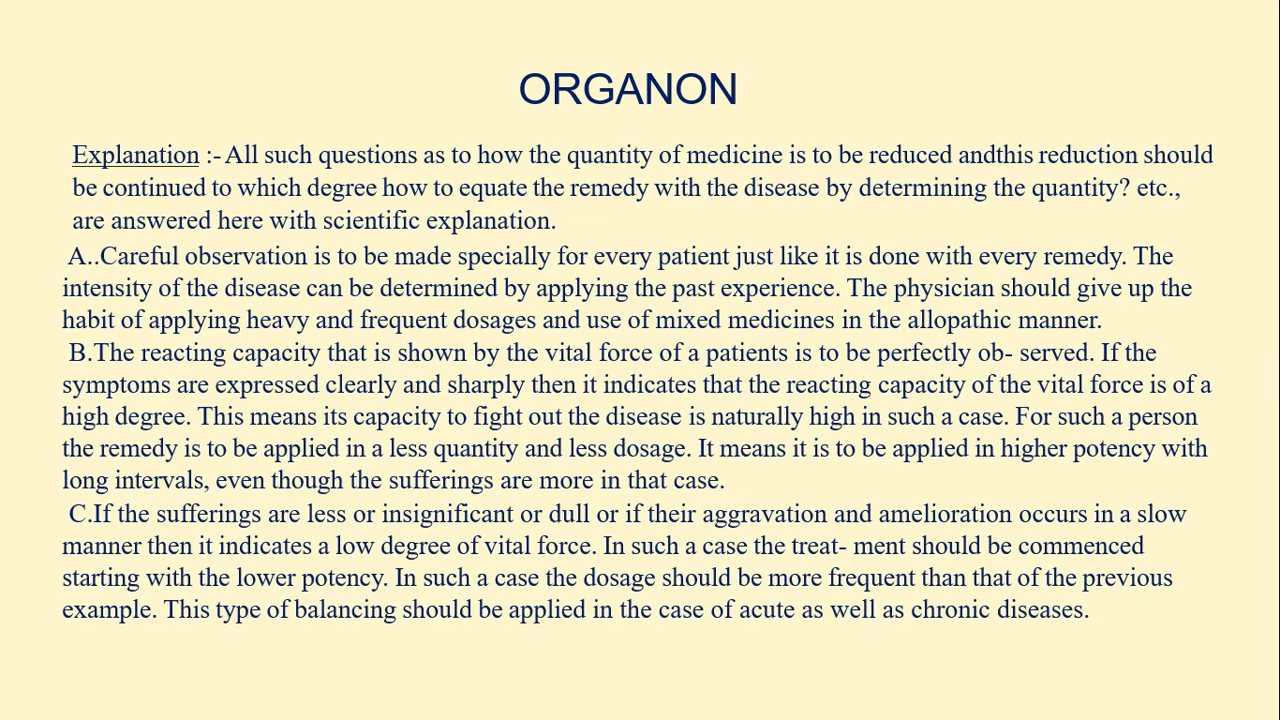 ORGANON
Explanation :- All such questions as to how the quantity of medicine is to be reduced andthis reduction should
be continued to which degree how to equate the remedy with the disease by determining the quantity? etc.,
are answered here with scientific explanation.
A..Careful observation is to be made specially for every patient just like it is done with every remedy. The
intensity of the disease can be determined by applying the past experience. The physician should give up the
habit of applying heavy and frequent dosages and use of mixed medicines in the allopathic manner.
B.The reacting capacity that is shown by the vital force of a patients is to be perfectly ob- served. If the
symptoms are expressed clearly and sharply then it indicates that the reacting capacity of the vital force is of a
high degree. This means its capacity to fight out the disease is naturally high in such a case. For such a person
the remedy is to be applied in a less quantity and less dosage. It means it is to be applied in higher potency with
long intervals, even though the sufferings are more in that case.
C.If the sufferings are less or insignificant or dull or if their aggravation and amelioration occurs in a slow
manner then it indicates a low degree of vital force. In such a case the treat- ment should be commenced
starting with the lower potency. In such a case the dosage should be more frequent than that of the previous
example. This type of balancing should be applied in the case of acute as well as chronic diseases.